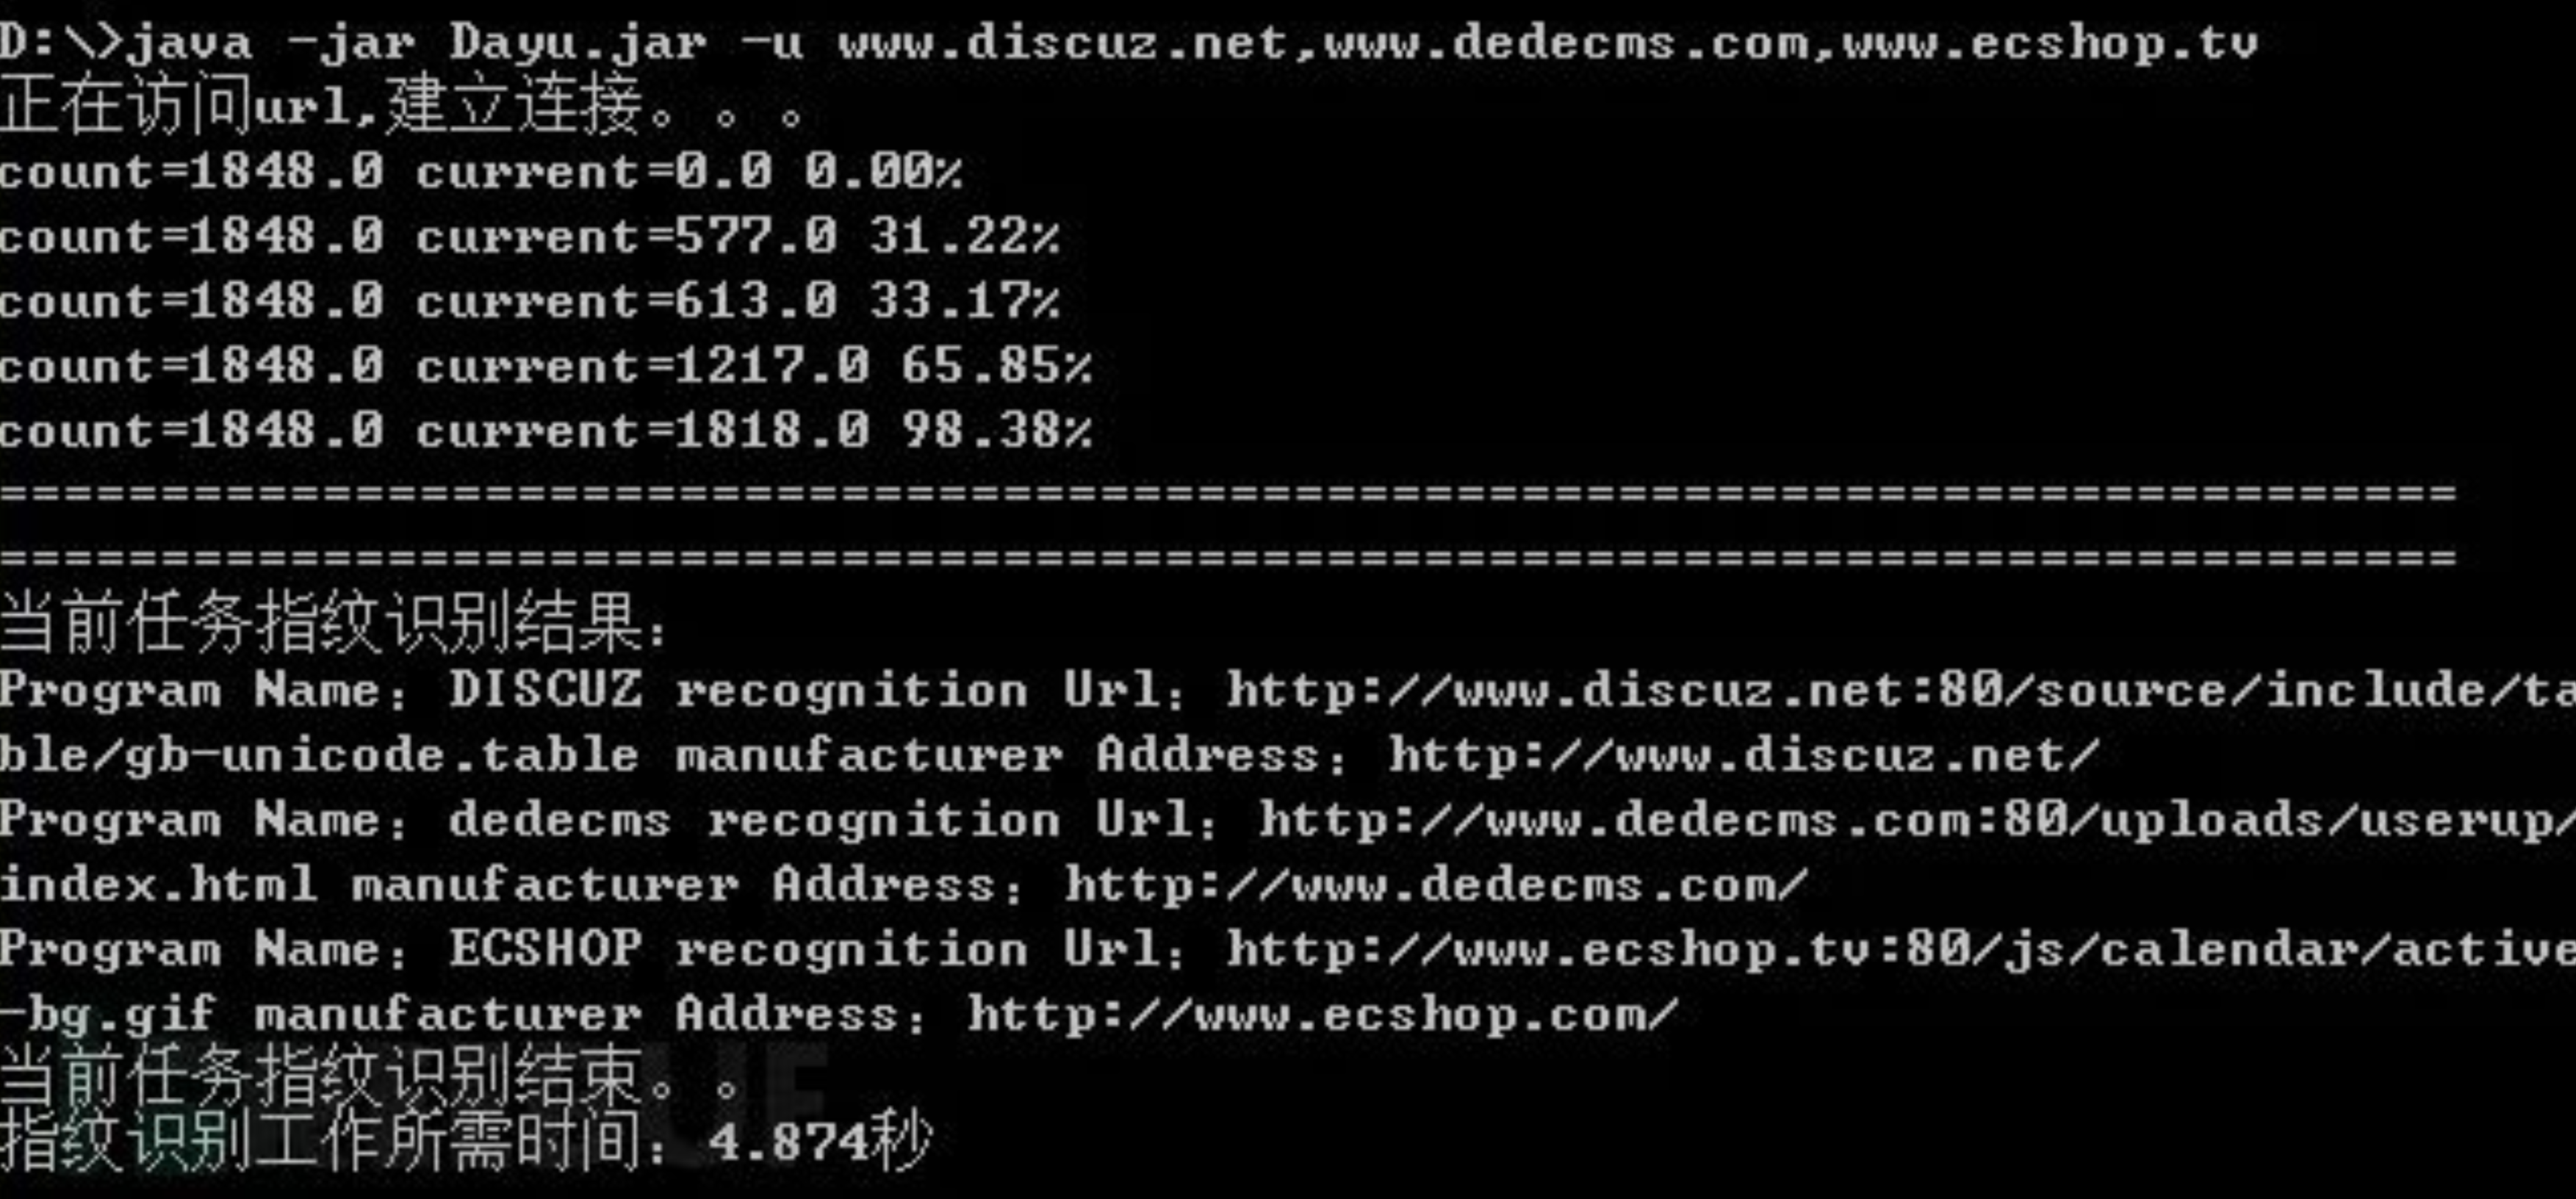 D:\>java -jar Dayu.jar -u www.discuz.net,www.dedecms.com,www.ecshop.tv
正在访问url,建立连接。。。
count=1848.0 current=0.0 0.00%
count=1848.0 current=577.0 31.22%
count=1848.0 current=613.0 33.17%
count=1848.0 current=1217.0 65.85%
count=1848.0 current=1818.0 98.38%
============================================================================
============================================================================
当前任务指纹识别结果：
Program Name： DISCUZ recognition Url： http://www.discuz.net:80/source/include/ta
ble/gb-unicode.table manufacturer Address： http://www.discuz.net/
Program Name： dedecms recognition Url： http://www.dedecms.com:80/uploads/userup/
index.html manufacturer Address： http://www.dedecms.com/
Program Name： ECSHOP recognition Url： http://www.ecshop.tv:80/js/calendar/active
-bg.gif manufacturer Address： http://www.ecshop.com/
当前任务指纹识别结束。。
指纹识别工作所需时间：4.874秒